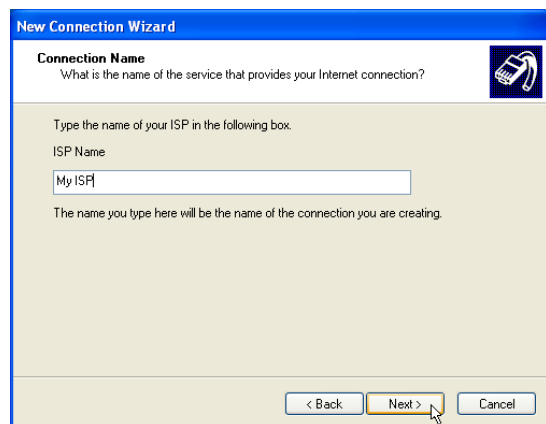 New Connection Wizard
Connection Name
What is the name of the service that provides your Internet connection?
Type the name of your ISP in the following box.
ISP Name
My ISP
The name you type here will be the name of the connection you are creating.
< Back Next > Cancel